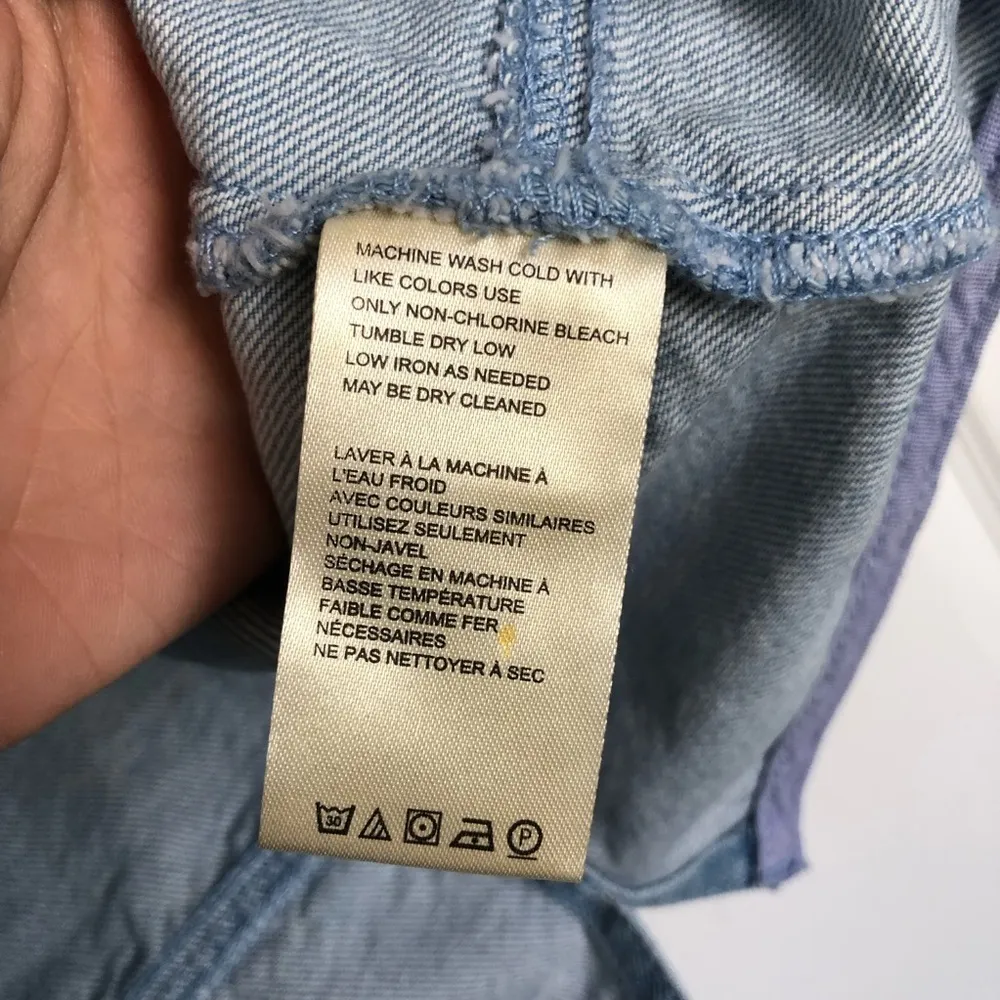 MACHINE WASH COLD WITH
LIKE COLORS USE
ONLY NON-CHLORINE BLEACH
TUMBLE DRY LOW
LOW IRON AS NEEDED
MAY BE DRY CLEANED
LAVER À LA MACHINE À
L'EAU FROID
AVEC COULEURS SIMILAIRES
UTILISEZ SEULEMENT
NON-JAVEL
SÉCHAGE EN MACHINE À
BASSE TEMPÉRATURE
FAIBLE COMME FER
NÉCESSAIRES
NE PAS NETTOYER À SEC
30 P